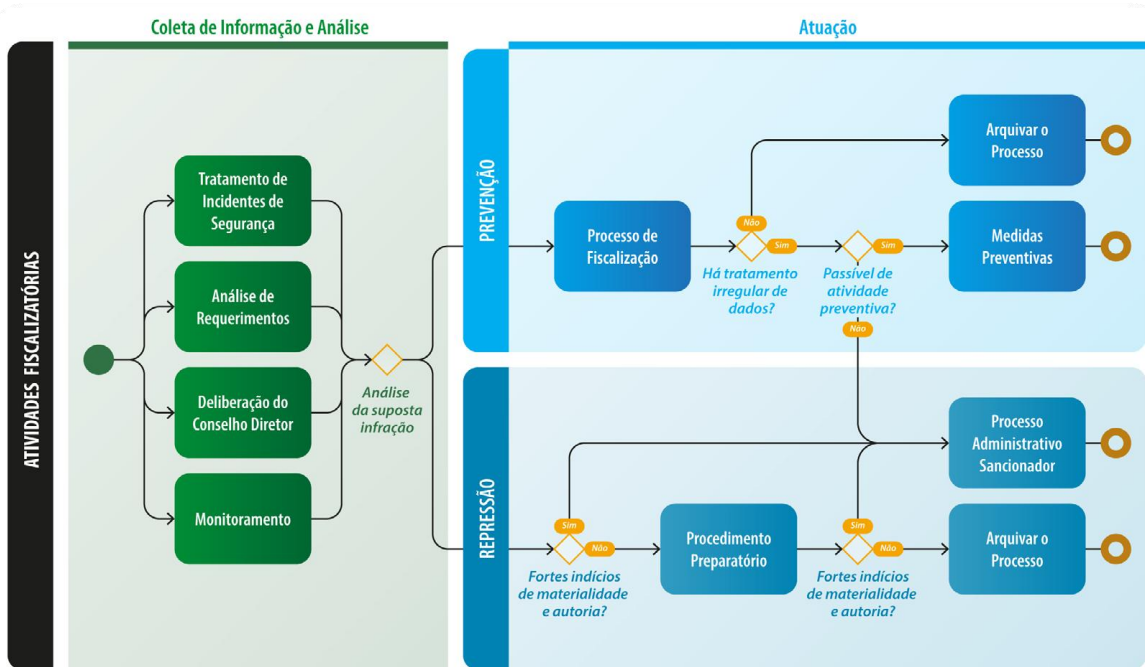 Coleta de Informação e Análise
Atuação
ATIVIDADES FISCALIZATÓRIAS
Tratamento de
Incidentes de
Segurança
Análise de
Requerimentos
Deliberação do
Conselho Diretor
Monitoramento
Análise
da suposta
infração
PREVENÇÃO
Processo de
Fiscalização
Não
Sim
Há tratamento
irregular de
dados?
Sim
Passível de
atividade
preventiva?
Não
Arquivar o
Processo
Medidas
Preventivas
REPRESSÃO
Sim
Não
Fortes indícios
de materialidade
e autoria?
Procedimento
Preparatório
Sim
Não
Fortes indícios
de materialidade
e autoria?
Processo
Administrativo
Sancionador
Arquivar o
Processo